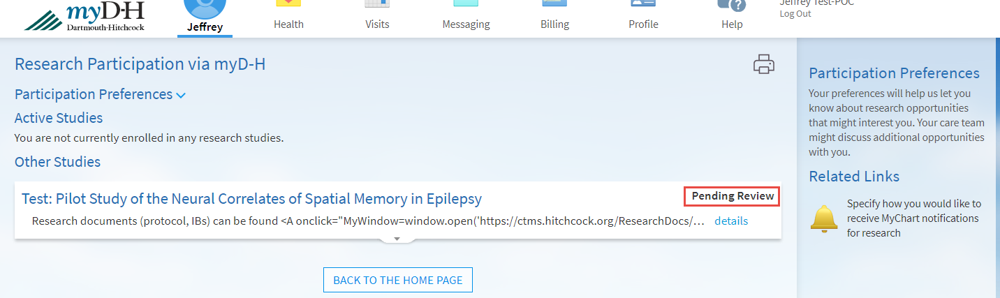 myD-H
Dartmouth-Hitchcock
Jeffrey
Health
Visits
Messaging
Billing
Profile
Help
Jeffrey Test-POC
Log Out
Research Participation via myD-H
Participation Preferences
Active Studies
You are not currently enrolled in any research studies.
Other Studies
Test: Pilot Study of the Neural Correlates of Spatial Memory in Epilepsy
Pending Review
Research documents (protocol, IBs) can be found <A onclick="MyWindow=window.open('https://ctms.hitchcock.org/ResearchDocs/... details
BACK TO THE HOME PAGE
Participation Preferences
Your preferences will help us let you
know about research opportunities
that might interest you. Your care team
might discuss additional opportunities
with you.
Related Links
Specify how you would like to
receive MyChart notifications
for research